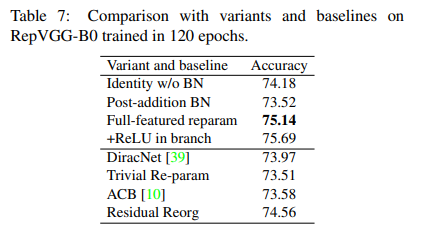 Table 7: Comparison with variants and baselines on
RepVGG-B0 trained in 120 epochs.
Variant and baseline Accuracy
Identity w/o BN 74.18
Post-addition BN 73.52
Full-featured reparam 75.14
+ReLU in branch 75.69
DiracNet [39] 73.97
Trivial Re-param 73.51
ACB [10] 73.58
Residual Reorg 74.56